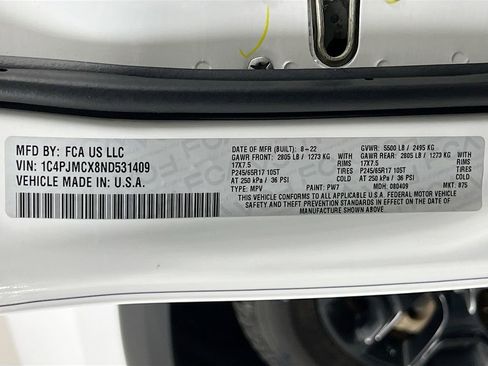 MFD BY: FCA US LLC
VIN: 1C4PJMCX8ND531409
VEHICLE MADE IN: U.S.A.
DATE OF MFR (BUILT): 8-22 GVWR: 5500 LB / 2495 KG
GAWR FRONT: 2805 LB / 1273 KG GAWR REAR: 2805 LB / 1273 KG
17X7.5 RIMS 17X7.5 RIMS
P245/65R17 105T TIRES P245/65R17 105T TIRES
AT 250 kPa / 36 PSI COLD AT 250 kPa / 36 PSI COLD
TYPE: MPV PAINT: PW7 MDH: 080409 MKT: 875
THIS VEHICLE CONFORMS TO ALL APPLICABLE U.S.A. FEDERAL MOTOR VEHICLE
SAFETY AND THEFT PREVENTION STANDARDS IN EFFECT ON THE DATE OF
MANUFACTURE SHOWN ABOVE.